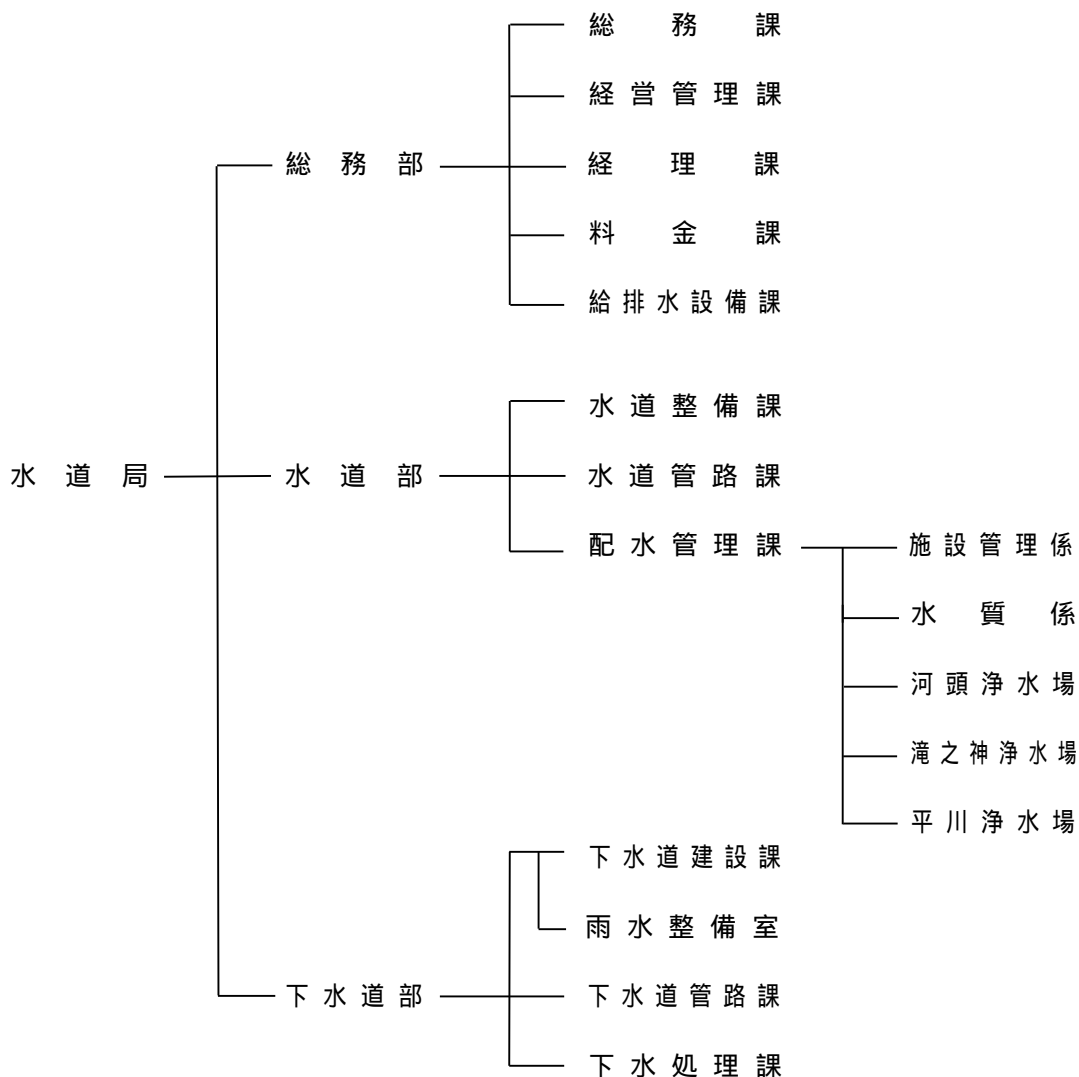 総務課
経営管理課
総務部
経理課
料金課
給排水設備課
水道整備課
水道局
水道部
水道管路課
配水管理課
施設管理係
水質係
河頭浄水場
滝之神浄水場
平川浄水場
下水道建設課
雨水整備室
下水道部
下水道管路課
下水処理課